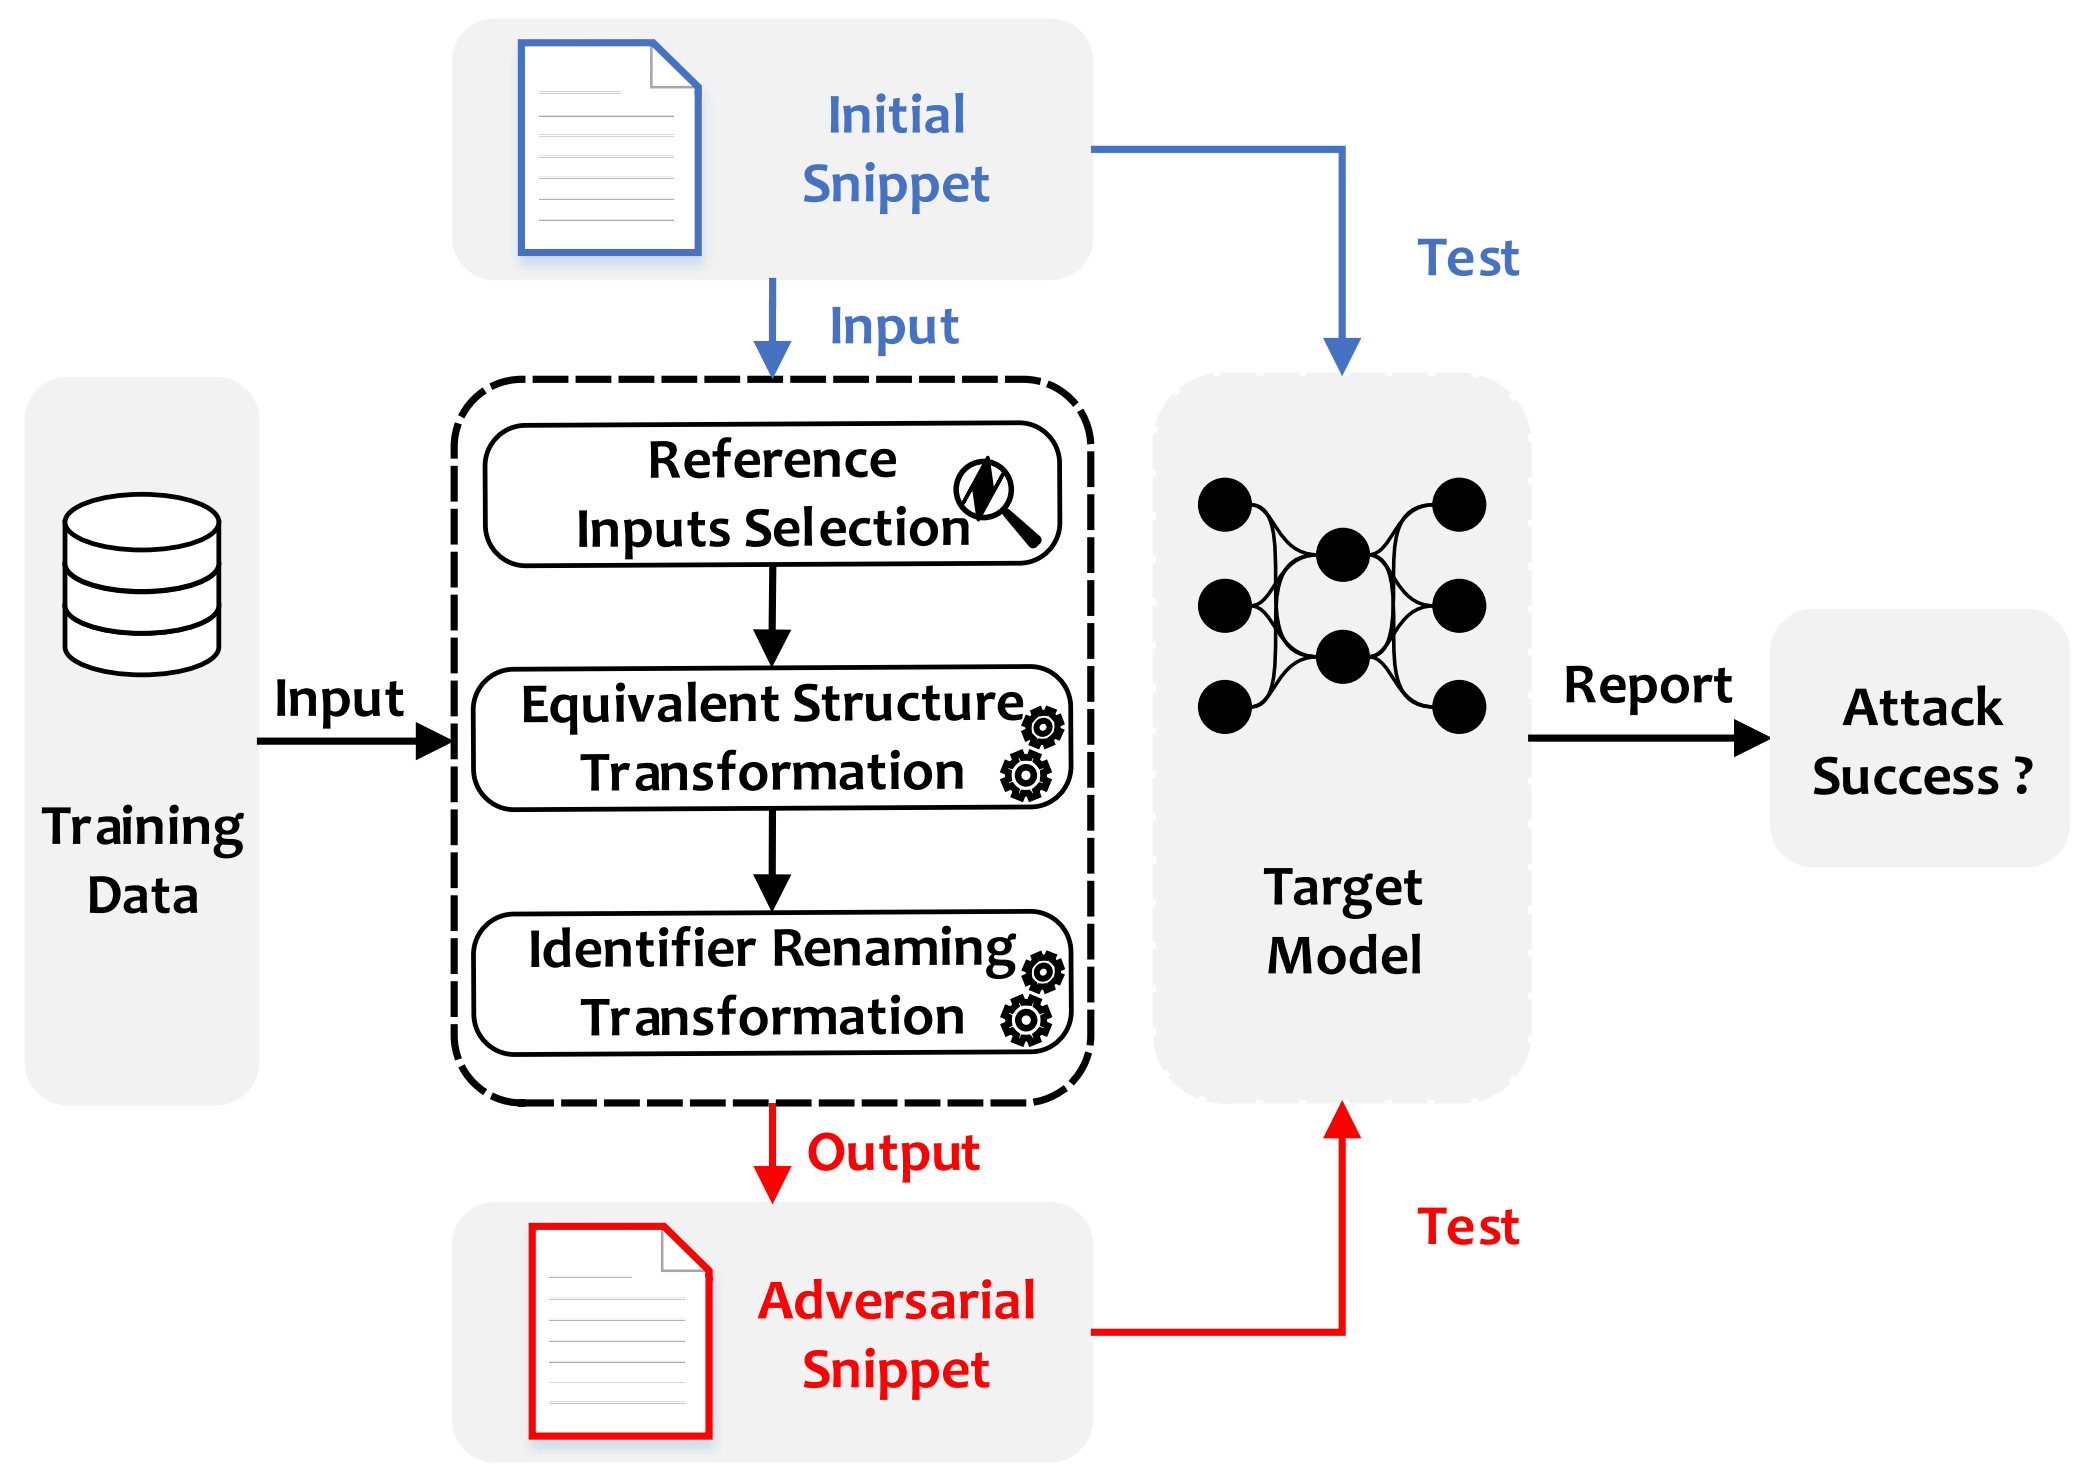 Initial
Snippet
Test
Input
Reference
Inputs Selection
Input
Equivalent Structure
Transformation
Training
Data
Identifier Renaming
Transformation
Target
Model
Report
Attack
Success ?
Output
Test
Adversarial
Snippet